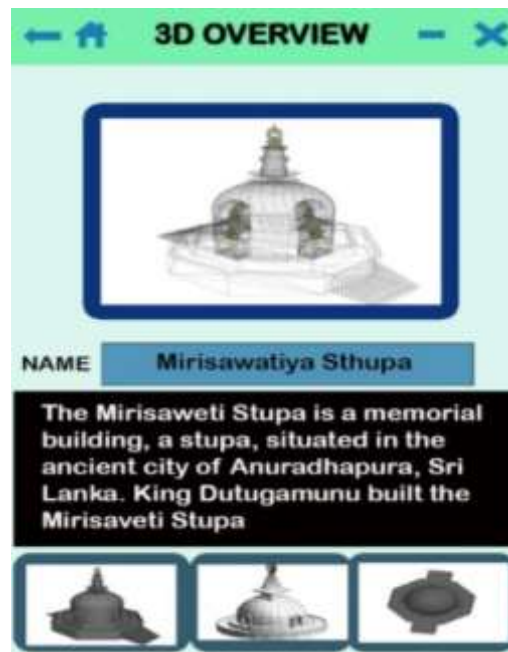 3D OVERVIEW
NAME
Mirisawatiya Sthupa
The Mirisaweti Stupa is a memorial
building, a stupa, situated in the
ancient city of Anuradhapura, Sri
Lanka. King Dutugamunu built the
Mirisaveti Stupa